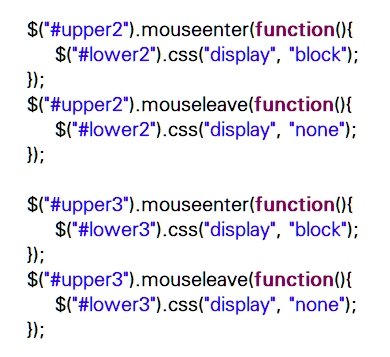 $("#upper2").mouseenter(function(){
$("#lower2").css("display", "block");
});
$("#upper2").mouseleave(function(){
$("#lower2").css("display", "none");
});
$("#upper3").mouseenter(function(){
$("#lower3").css("display", "block");
});
$("#upper3").mouseleave(function(){
$("#lower3").css("display", "none");
});